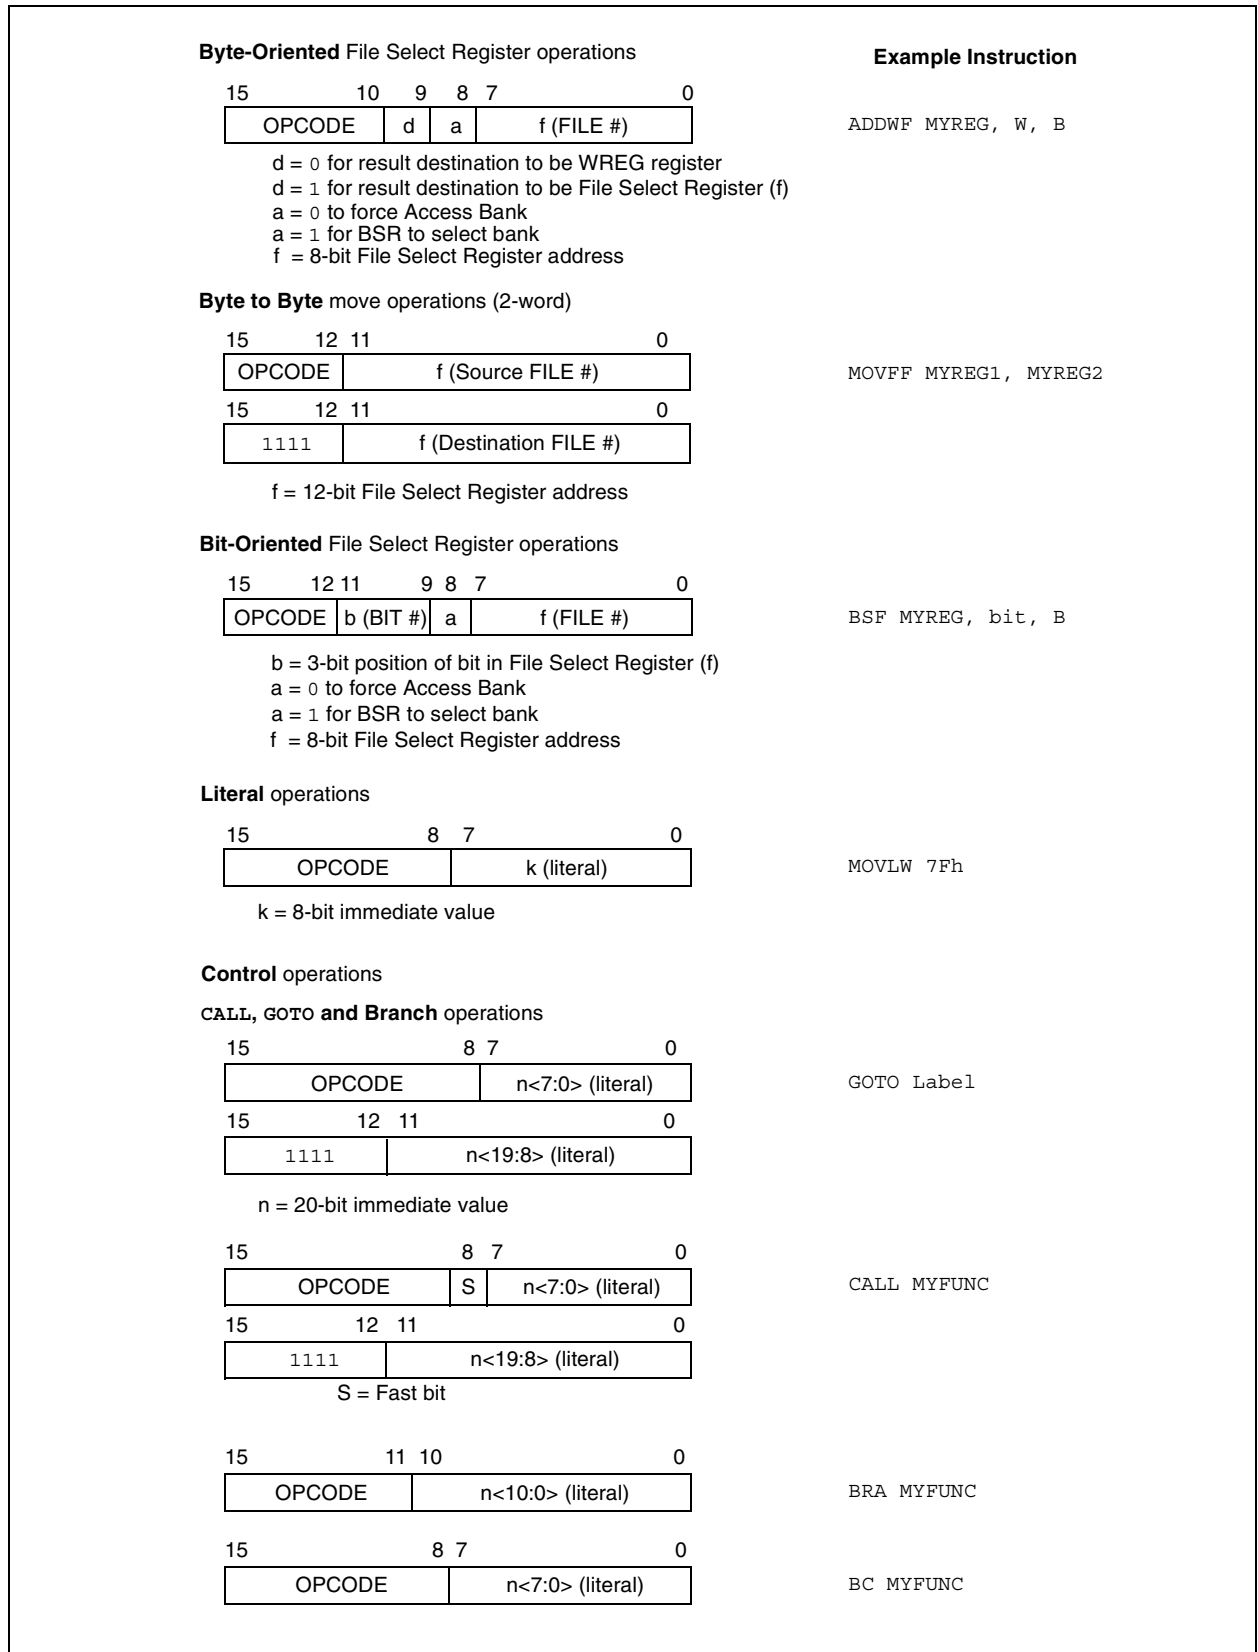 Byte-Oriented File Select Register operations
Example Instruction
15 10 9 8 7 0
OPCODE d a f (FILE #)
ADDWF MYREG, W, B
d = 0 for result destination to be WREG register
d = 1 for result destination to be File Select Register (f)
a = 0 to force Access Bank
a = 1 for BSR to select bank
f = 8-bit File Select Register address
Byte to Byte move operations (2-word)
15 12 11 0
OPCODE f (Source FILE #)
MOVFF MYREG1, MYREG2
15 12 11 0
1111 f (Destination FILE #)
f = 12-bit File Select Register address
Bit-Oriented File Select Register operations
15 12 11 9 8 7 0
OPCODE b (BIT #) a f (FILE #)
BSF MYREG, bit, B
b = 3-bit position of bit in File Select Register (f)
a = 0 to force Access Bank
a = 1 for BSR to select bank
f = 8-bit File Select Register address
Literal operations
15 8 7 0
OPCODE k (literal)
MOVLW 7Fh
k = 8-bit immediate value
Control operations
CALL, GOTO and Branch operations
15 8 7 0
OPCODE n<7:0> (literal)
GOTO Label
15 12 11 0
1111 n<19:8> (literal)
n = 20-bit immediate value
15 8 7 0
OPCODE S n<7:0> (literal)
CALL MYFUNC
15 12 11 0
1111 n<19:8> (literal)
S = Fast bit
15 11 10 0
OPCODE n<10:0> (literal)
BRA MYFUNC
15 8 7 0
OPCODE n<7:0> (literal)
BC MYFUNC